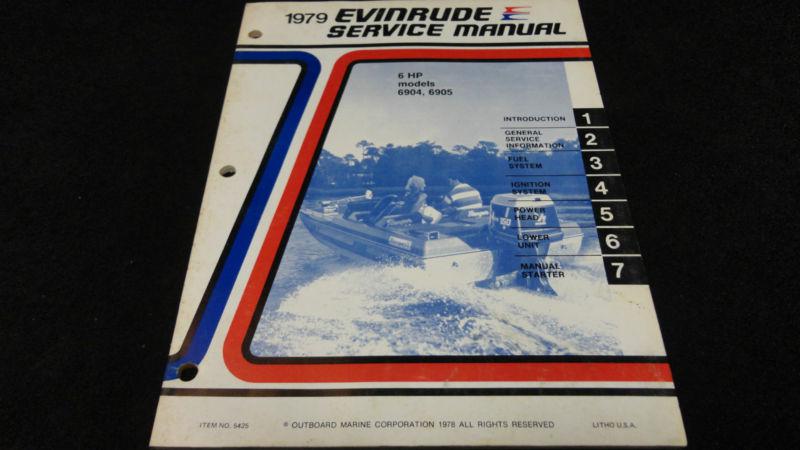 1979 EVINRUDE
SERVICE MANUAL
6 HP
models
6904, 6905
INTRODUCTION 1
GENERAL
SERVICE
INFORMATION 2
FUEL
SYSTEM 3
IGNITION
SYSTEM 4
POWER
HEAD 5
LOWER
UNIT 6
MANUAL
STARTER 7
ITEM NO. 5425
© OUTBOARD MARINE CORPORATION 1978 ALL RIGHTS RESERVED
LITHO U.S.A.